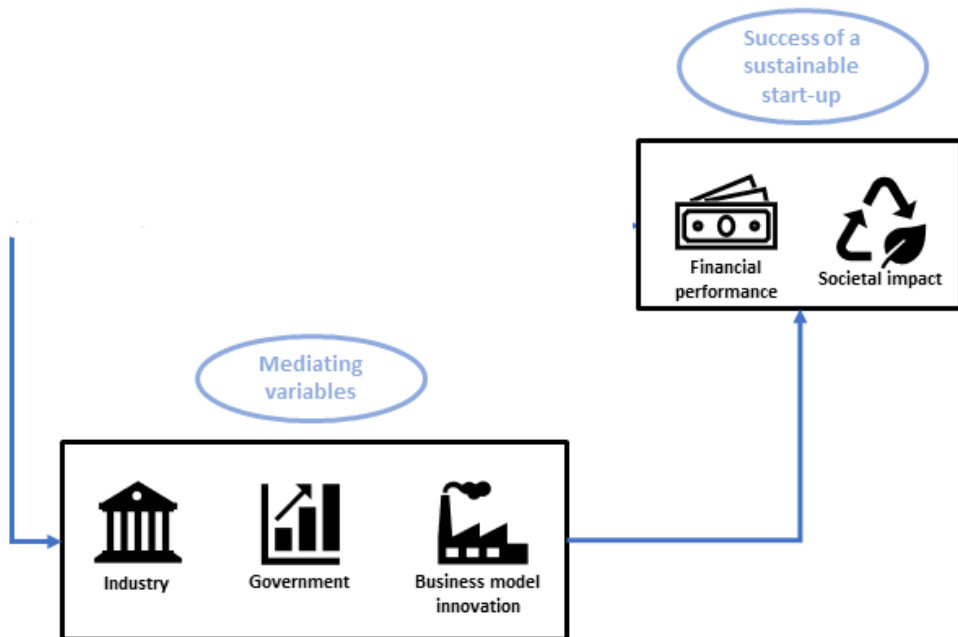 Success of a
sustainable
start-up
Financial
performance
Societal impact
Mediating
variables
Industry
Government
Business model
innovation